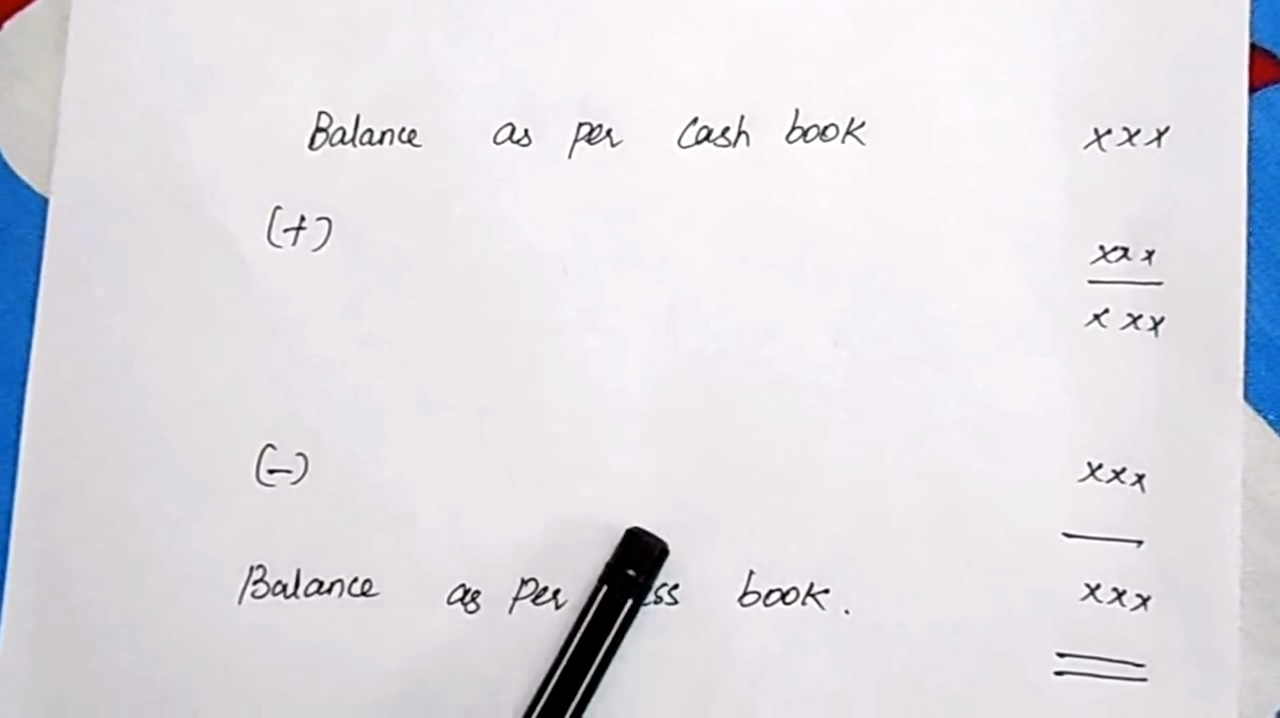 Balance as per Cash book xxx
(+)
xxx
xxx
(-) xxx
Balance as per book. xxx